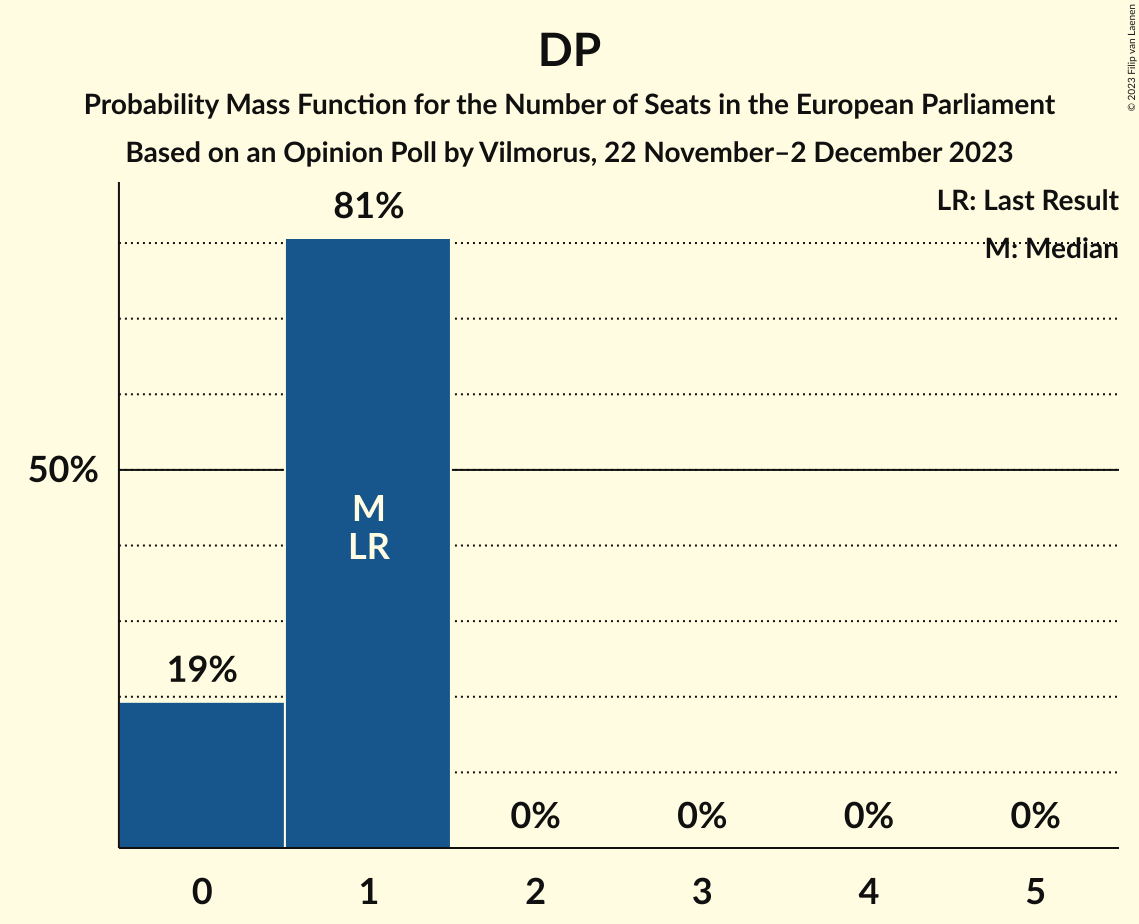 DP
Probability Mass Function for the Number of Seats in the European Parliament
Based on an Opinion Poll by Vilmorus, 22 November–2 December 2023
© 2023 Filip van Laenen
LR: Last Result
M: Median
81%
50%
M
LR
19%
0%
0%
0%
0%
0
1
2
3
4
5